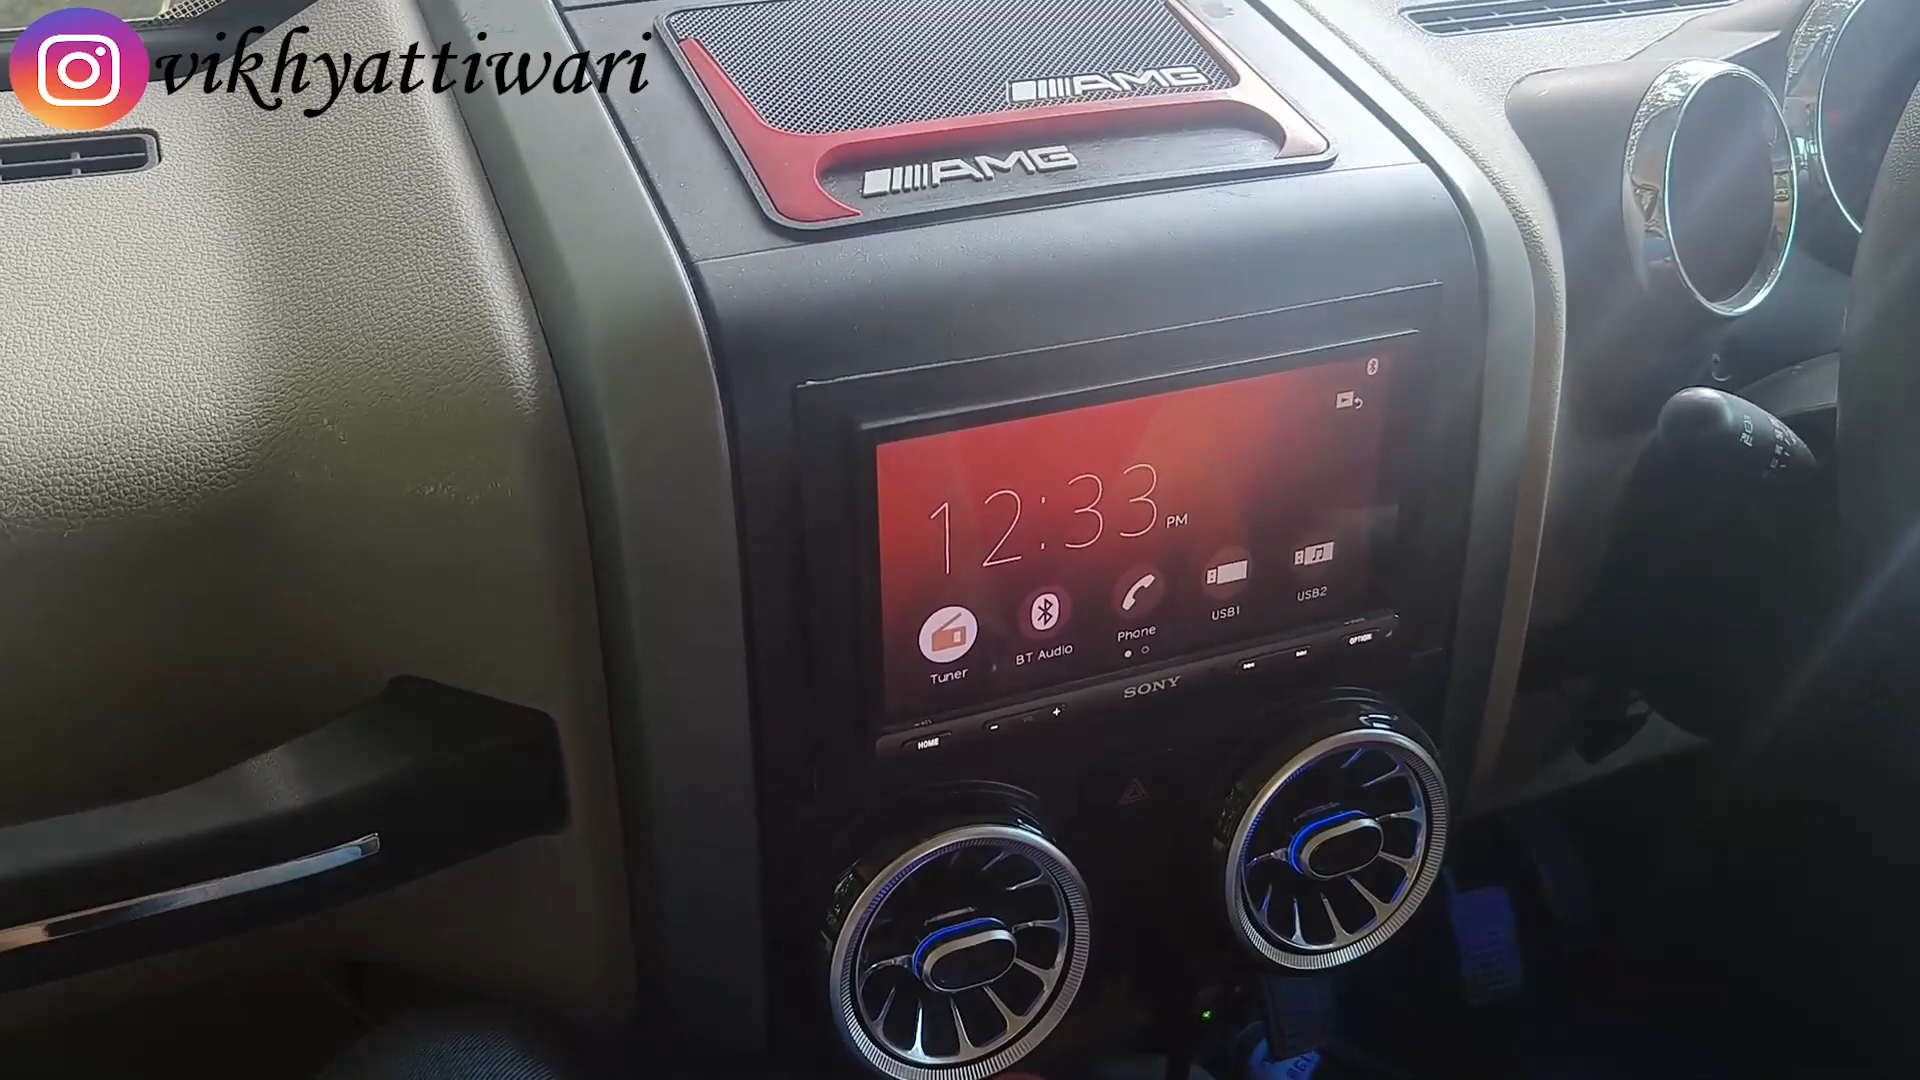 vikhyattiwari
AMG
AMG
12:33 PM
Tuner
BT Audio
Phone
USB1
USB2
HOME
SONY
OPTION